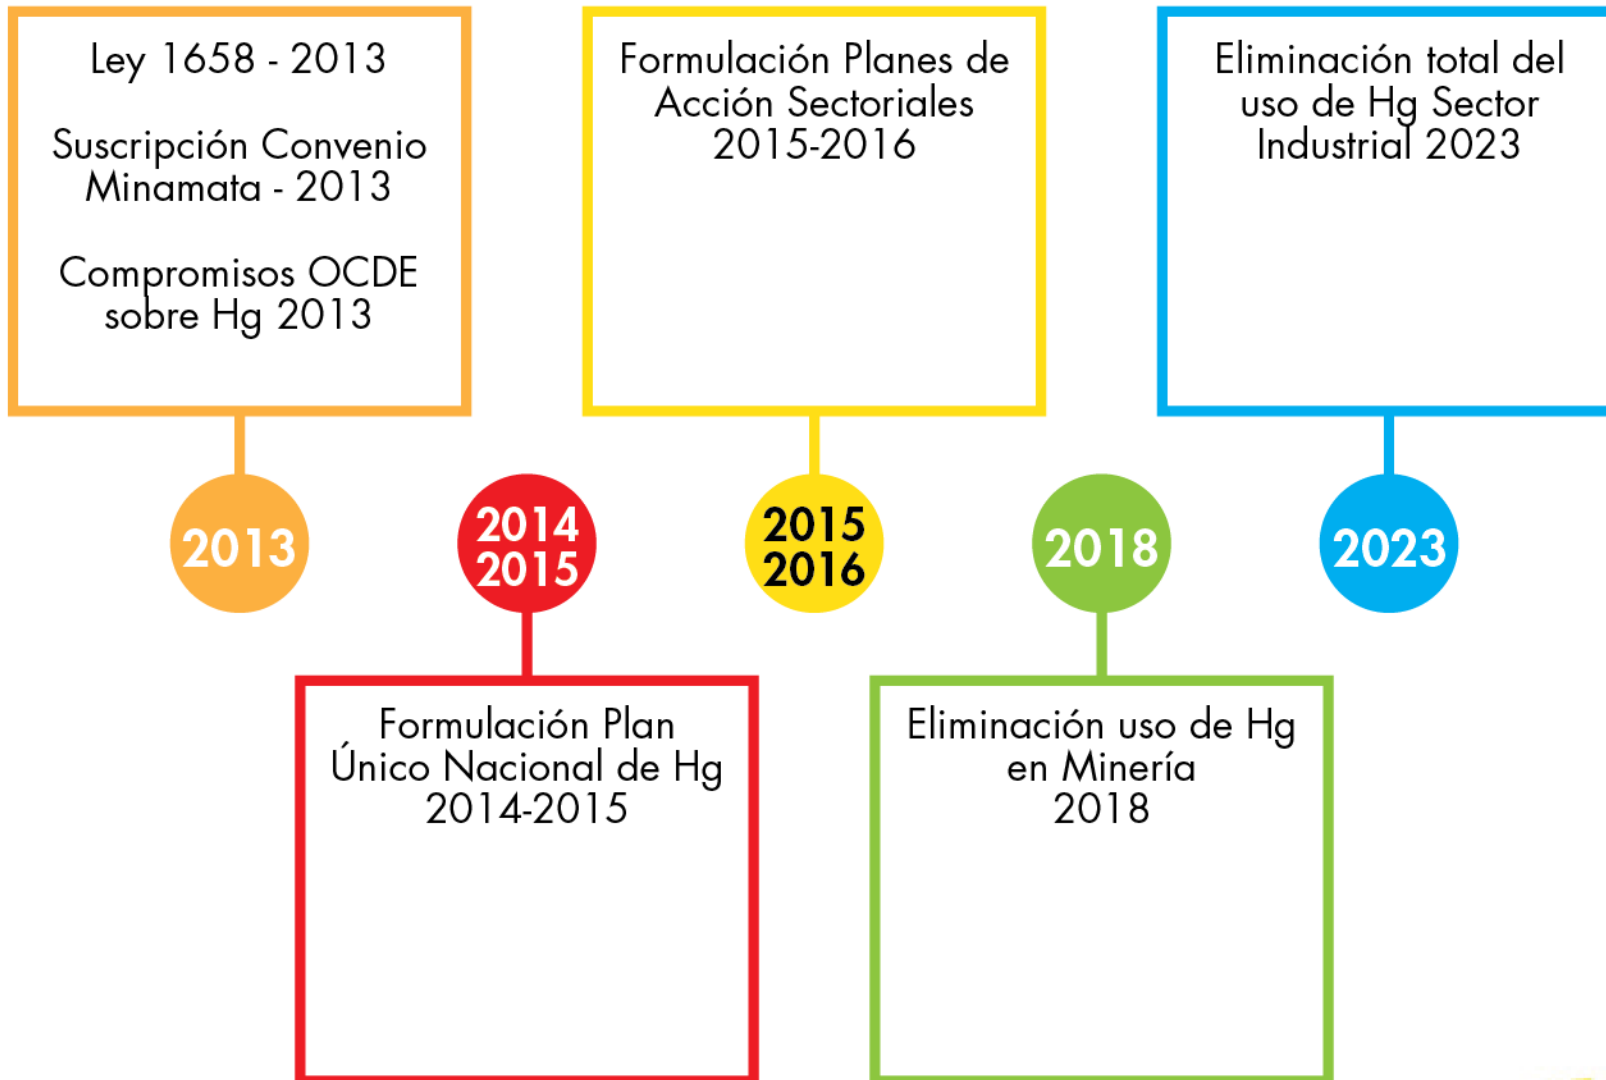 Ley 1658 - 2013
Suscripción Convenio
Minamata - 2013
Compromisos OCDE
sobre Hg 2013
Formulación Planes de
Acción Sectoriales
2015-2016
Eliminación total del
uso de Hg Sector
Industrial 2023
2013
2014
2015
2015
2016
2018
2023
Formulación Plan
Único Nacional de Hg
2014-2015
Eliminación uso de Hg
en Minería
2018